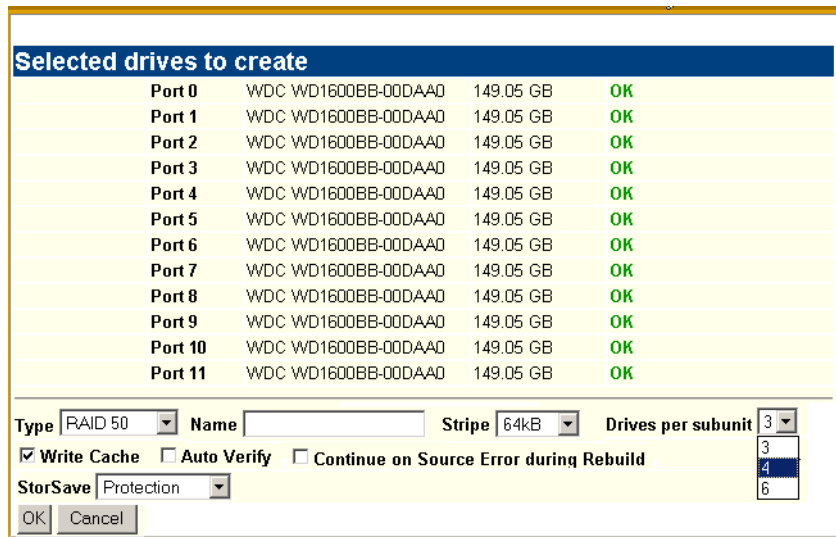 Selected drives to create
Port 0 WDC WD1600BB-00DAA0 149.05 GB OK
Port 1 WDC WD1600BB-00DAA0 149.05 GB OK
Port 2 WDC WD1600BB-00DAA0 149.05 GB OK
Port 3 WDC WD1600BB-00DAA0 149.05 GB OK
Port 4 WDC WD1600BB-00DAA0 149.05 GB OK
Port 5 WDC WD1600BB-00DAA0 149.05 GB OK
Port 6 WDC WD1600BB-00DAA0 149.05 GB OK
Port 7 WDC WD1600BB-00DAA0 149.05 GB OK
Port 8 WDC WD1600BB-00DAA0 149.05 GB OK
Port 9 WDC WD1600BB-00DAA0 149.05 GB OK
Port 10 WDC WD1600BB-00DAA0 149.05 GB OK
Port 11 WDC WD1600BB-00DAA0 149.05 GB OK
Type RAID 50 Name Stripe 64kB Drives per subunit 3
3
4
6
Write Cache Auto Verify Continue on Source Error during Rebuild
StorSave Protection
OK Cancel